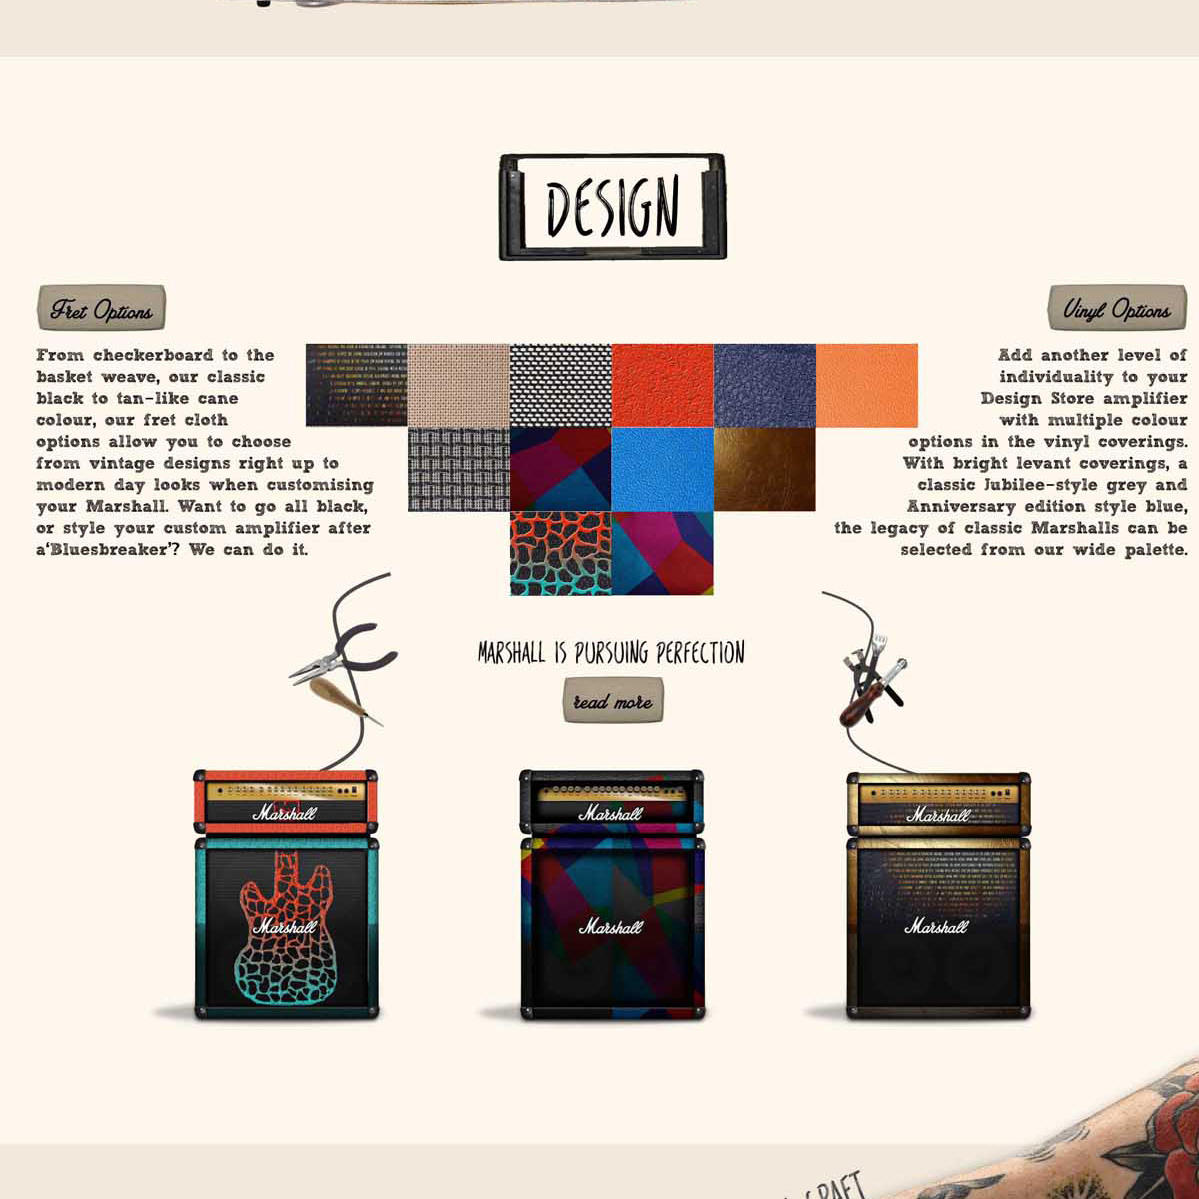 DESIGN
Fret Options
From checkerboard to the
basket weave, our classic
black to tan-like cane
colour, our fret cloth
options allow you to choose
from vintage designs right up to
modern day looks when customising
your Marshall. Want to go all black,
or style your custom amplifier after
a‘Bluesbreaker’? We can do it.
Vinyl Options
Add another level of
individuality to your
Design Store amplifier
with multiple colour
options in the vinyl coverings.
With bright levant coverings, a
classic Jubilee-style grey and
Anniversary edition style blue,
the legacy of classic Marshalls can be
selected from our wide palette.
MARSHALL IS PURSUING PERFECTION
read more
Marshall
Marshall
Marshall
Marshall
Marshall
Marshall